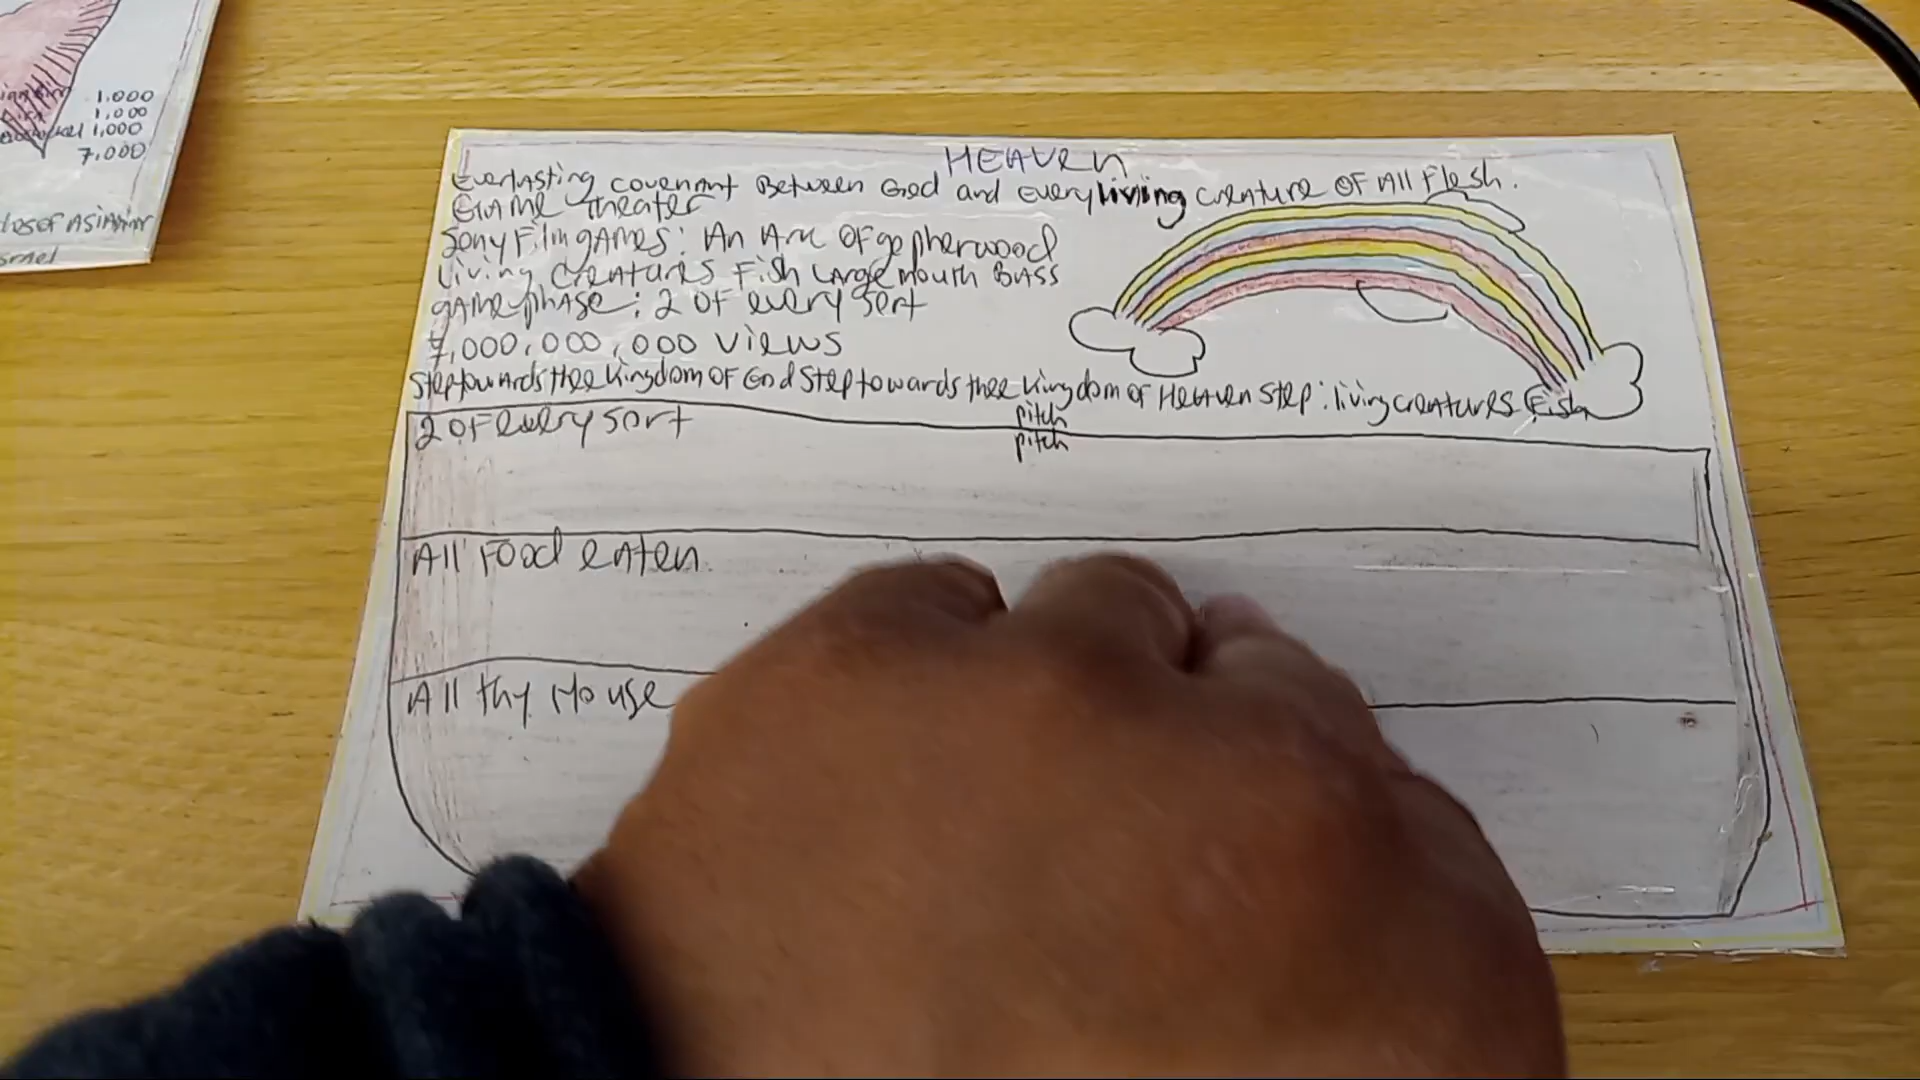 1.000
1,000
1,000
7.000
HEAVEN
Everlasting covenant Between God and every living creature OF All Flesh.
GAME Theater
Sony Film gAmes: An Arc OF gopherwood
Living Creatures Fish Large mouth BASS
gAme phase: 2 OF every sort
7,000,000,000 views
Step towards thee Kingdom OF God Step towards thee Kingdom OF Heaven Step: living creatures Fish
pitch
2 OF every sort
pitch
All Food eaten
All thy House